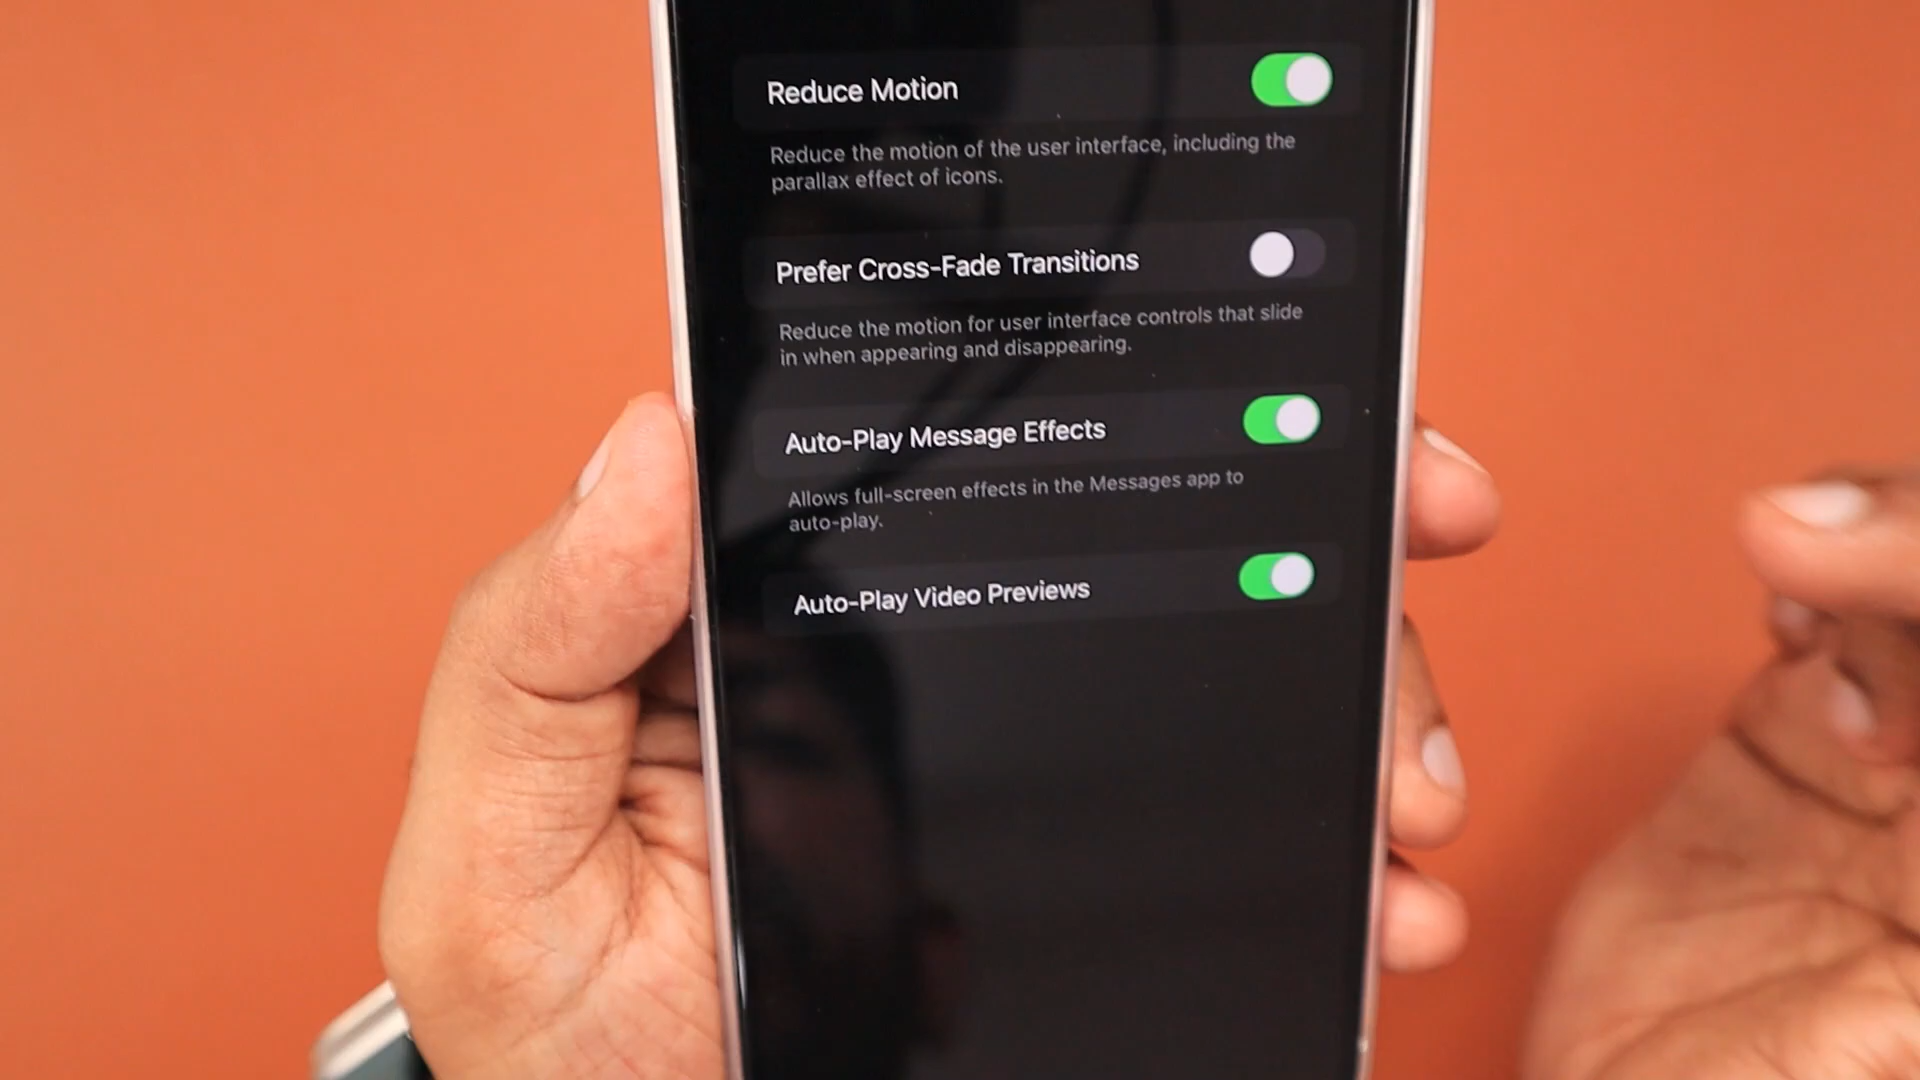 Reduce Motion
Reduce the motion of the user interface, including the
parallax effect of icons.
Prefer Cross-Fade Transitions
Reduce the motion for user interface controls that slide
in when appearing and disappearing.
Auto-Play Message Effects
Allows full-screen effects in the Messages app to
auto-play.
Auto-Play Video Previews